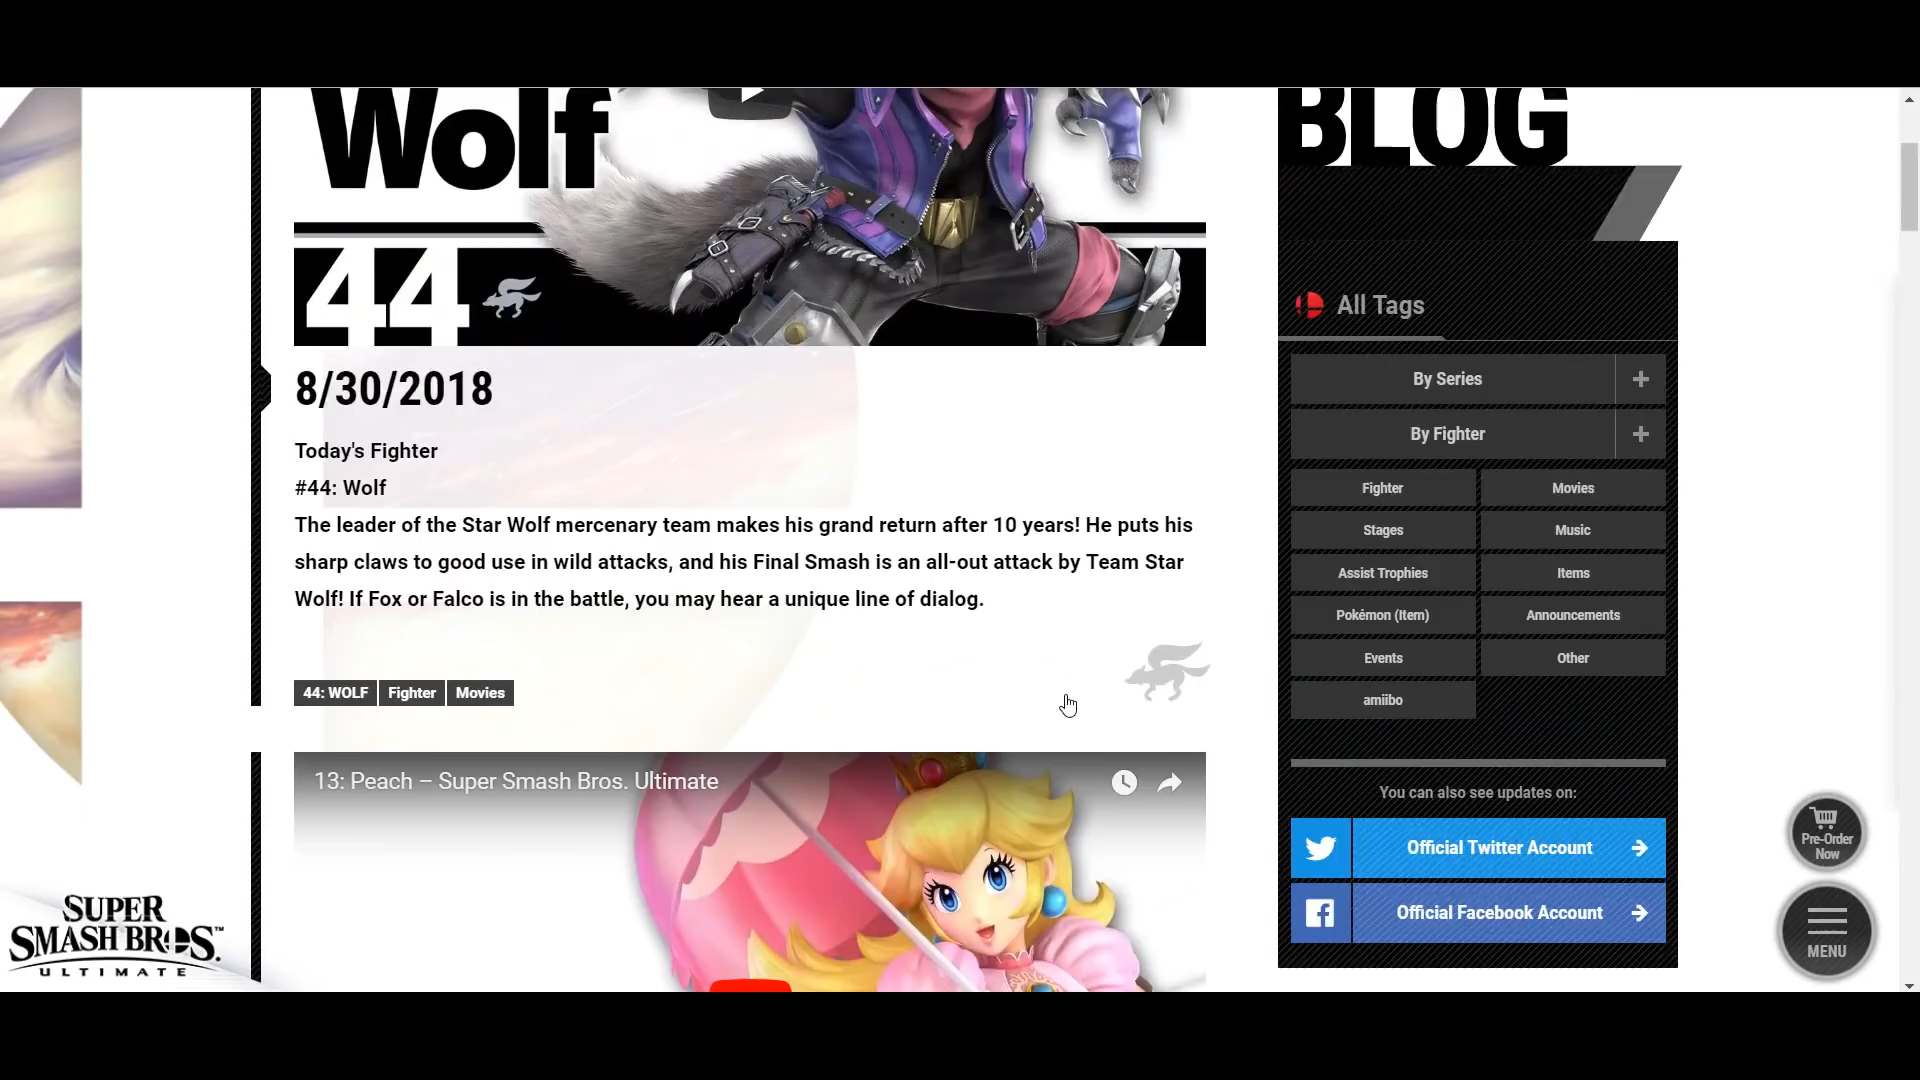 Wolf
44
8/30/2018
Today's Fighter
#44: Wolf
The leader of the Star Wolf mercenary team makes his grand return after 10 years! He puts his
sharp claws to good use in wild attacks, and his Final Smash is an all-out attack by Team Star
Wolf! If Fox or Falco is in the battle, you may hear a unique line of dialog.
44: WOLF Fighter Movies
13: Peach – Super Smash Bros. Ultimate
BLOG
All Tags
By Series +
By Fighter +
Fighter Movies
Stages Music
Assist Trophies Items
Pokémon (Item) Announcements
Events Other
amiibo
You can also see updates on:
Official Twitter Account
Official Facebook Account
Pre-Order
Now
MENU
SUPER
SMASH BROS.™
ULTIMATE